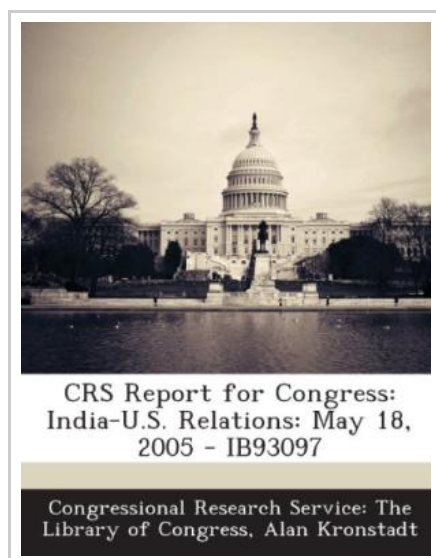 CRS Report for Congress:
India-U.S. Relations: May 18,
2005 - IB93097
Congressional Research Service: The
Library of Congress, Alan Kronstadt